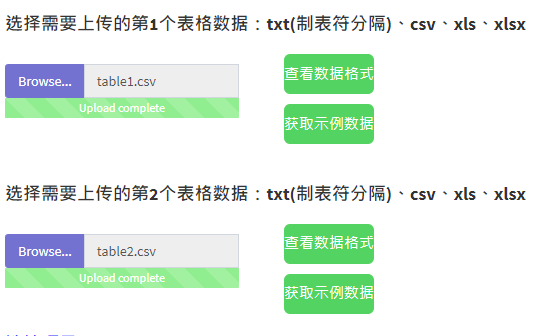 选择需要上传的第1个表格数据：txt(制表符分隔)、csv、xls、xlsx
Browse... table1.csv
查看数据格式
Upload complete
获取示例数据
选择需要上传的第2个表格数据：txt(制表符分隔)、csv、xls、xlsx
Browse... table2.csv
查看数据格式
Upload complete
获取示例数据